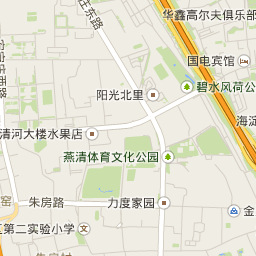 华鑫高尔夫俱乐部
庄东路
国电宾馆
阳光北里
碧水风荷公
海淀
清河大楼水果店
燕清体育文化公园
朱房路
力度家园
金
区第二实验小学